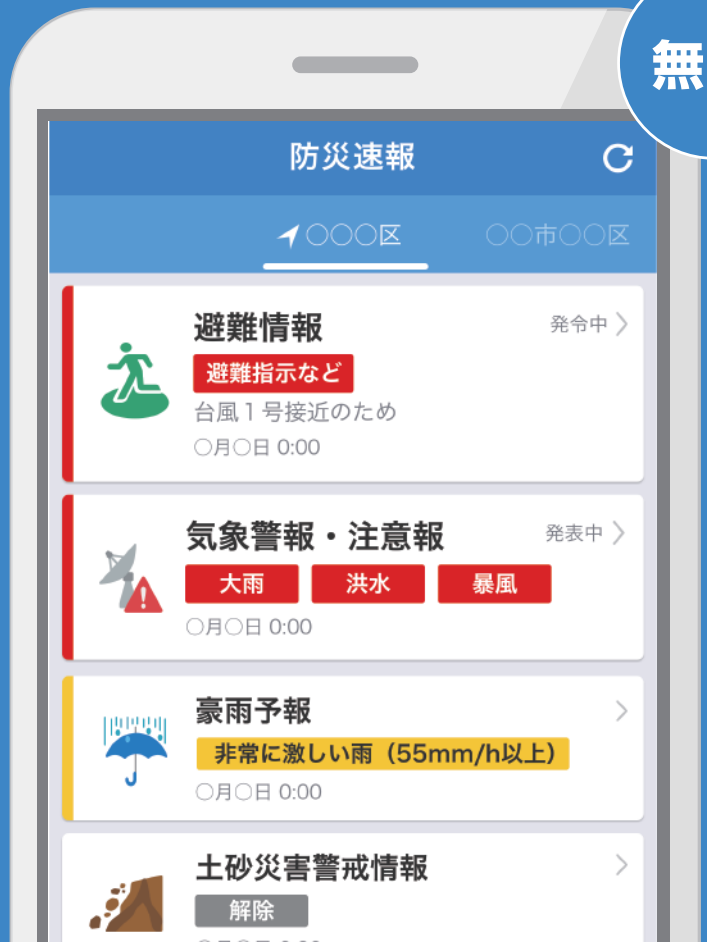 無
防災速報
○○○区
○○市○○区
避難情報
発令中
避難指示など
台風1号接近のため
○月○日 0:00
気象警報・注意報
発表中
大雨 洪水 暴風
○月○日 0:00
豪雨予報
非常に激しい雨（55mm/h以上）
○月○日 0:00
土砂災害警戒情報
解除